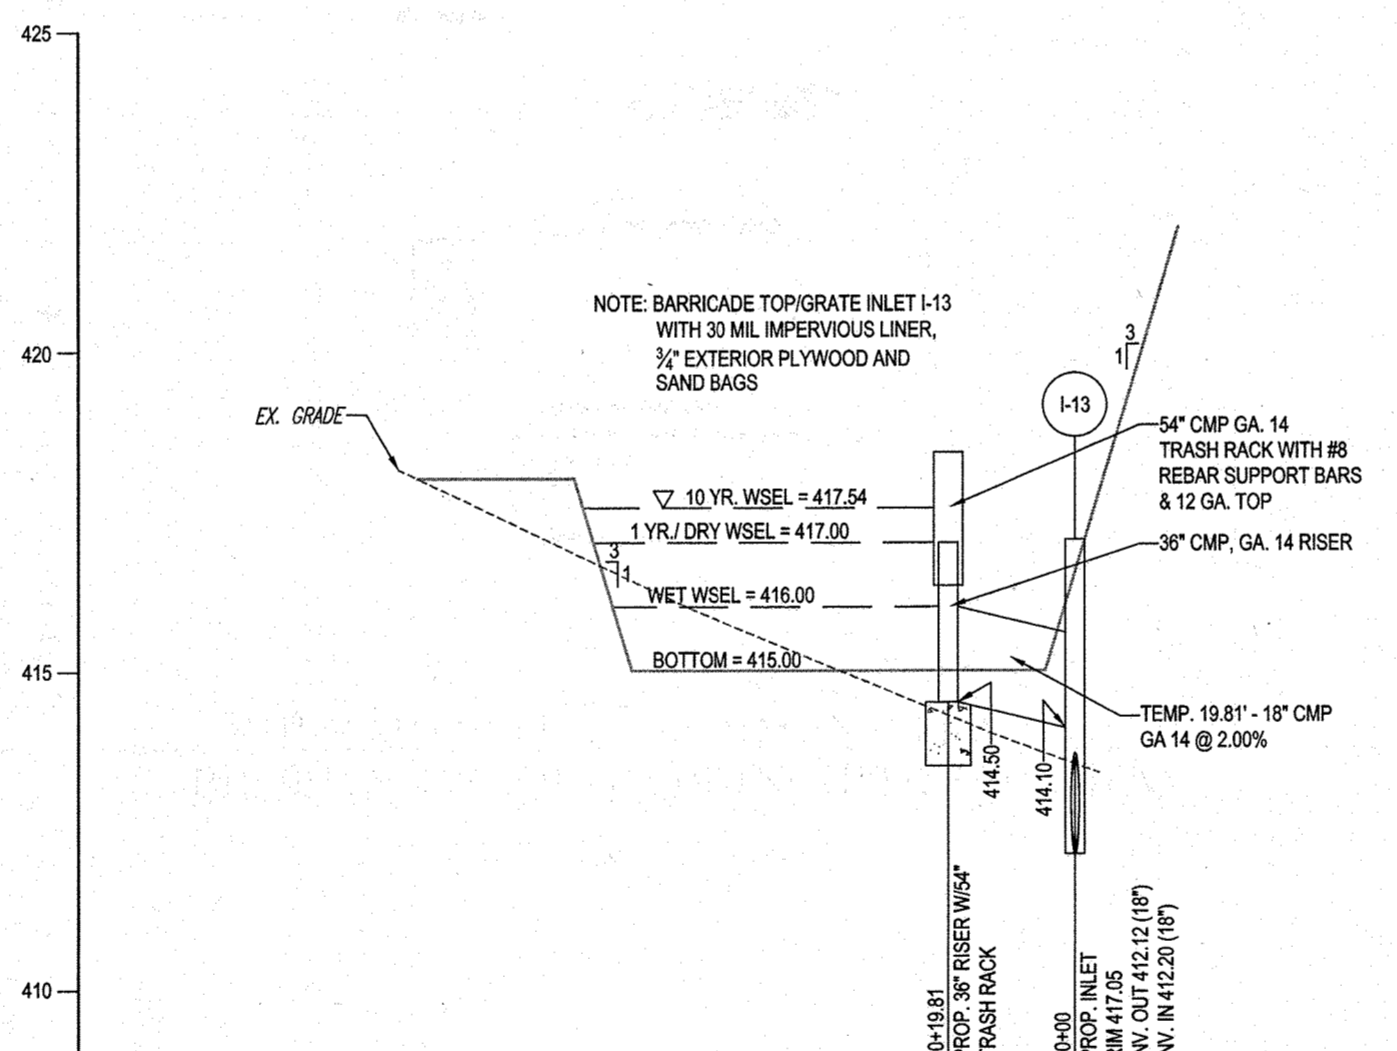 425
420
415
410
NOTE: BARRICADE TOP/GRATE INLET I-13
WITH 30 MIL IMPERVIOUS LINER,
¾" EXTERIOR PLYWOOD AND
SAND BAGS
EX. GRADE
10 YR. WSEL = 417.54
1 YR./ DRY WSEL = 417.00
WET WSEL = 416.00
BOTTOM = 415.00
3
1
3
1
I-13
54" CMP GA. 14
TRASH RACK WITH #8
REBAR SUPPORT BARS
& 12 GA. TOP
36" CMP, GA. 14 RISER
TEMP. 19.81' - 18" CMP
GA 14 @ 2.00%
414.50
414.10
0+19.81
PROP. 36" RISER W/54"
TRASH RACK
0+00
PROP. INLET
RIM 417.05
NV. OUT 412.12 (18")
NV. IN 412.20 (18")